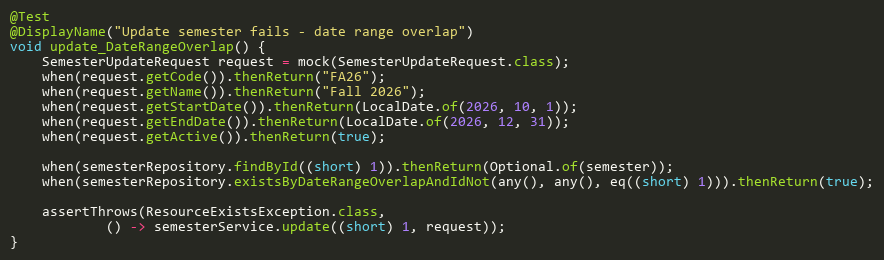 @Test
@DisplayName("Update semester fails - date range overlap")
void update_DateRangeOverlap() {
    SemesterUpdateRequest request = mock(SemesterUpdateRequest.class);
    when(request.getCode()).thenReturn("FA26");
    when(request.getName()).thenReturn("Fall 2026");
    when(request.getStartDate()).thenReturn(LocalDate.of(2026, 10, 1));
    when(request.getEndDate()).thenReturn(LocalDate.of(2026, 12, 31));
    when(request.getActive()).thenReturn(true);

    when(semesterRepository.findById((short) 1)).thenReturn(Optional.of(semester));
    when(semesterRepository.existsByDateRangeOverlapAndIdNot(any(), any(), eq((short) 1))).thenReturn(true);

    assertThrows(ResourceExistsException.class,
            () -> semesterService.update((short) 1, request));
}